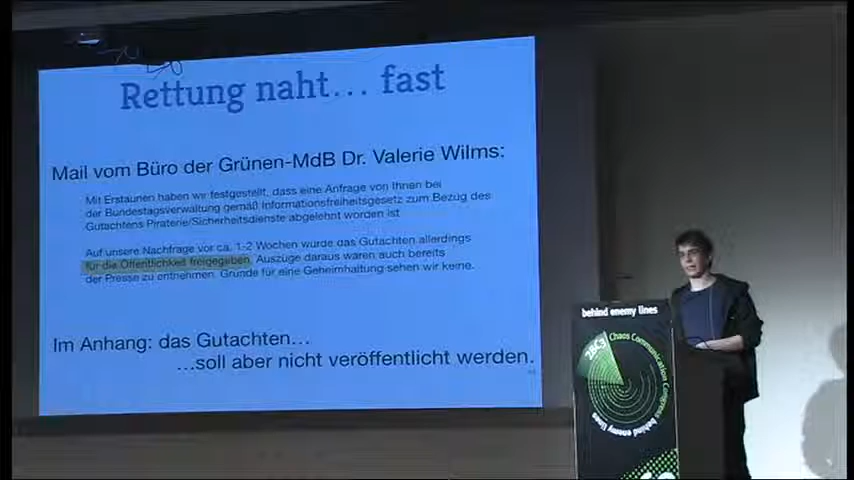 Rettung naht... fast
Mail vom Büro der Grünen-MdB Dr. Valerie Wilms:
Mit Erstaunen haben wir festgestellt, dass eine Anfrage von Ihnen bei
der Bundestagsverwaltung gemäß Informationsfreiheitsgesetz zum Bezug des
Gutachtens Piraterie/Sicherheitsdienste abgelehnt worden ist
Auf unsere Nachfrage vor ca. 1-2 Wochen wurde das Gutachten allerdings
für die Öffentlichkeit freigegeben. Auszüge daraus waren auch bereits
der Presse zu entnehmen. Gründe für eine Geheimhaltung sehen wir keine.
Im Anhang: das Gutachten...
...soll aber nicht veröffentlicht werden.
behind enemy lines
28C3
Chaos Communication Congress
behind enemy lines